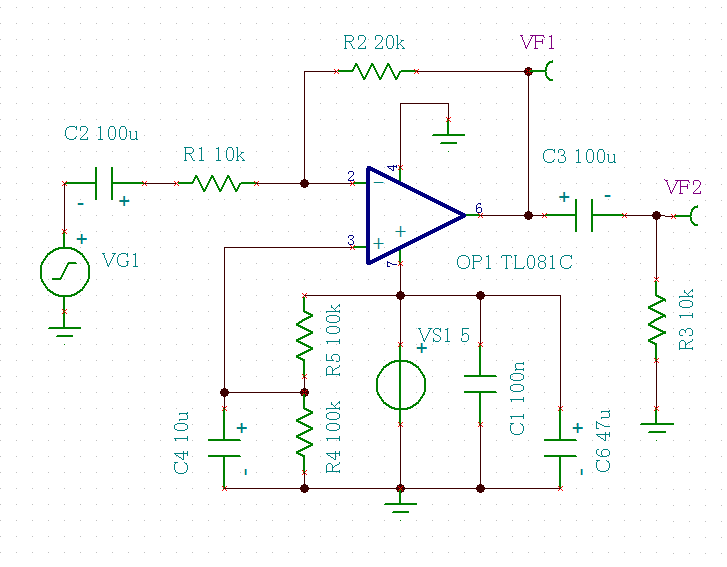 R2 20k
VF1
C2 100u
R1 10k
C3 100u
VF2
4
2
-
+
-
6
+
-
3
+
+
7
+
VG1
OP1 TL081C
R3 10k
R5 100k
VS1 5
+
C1 100n
C4 10u
+
-
R4 100k
C6 47u
+
-